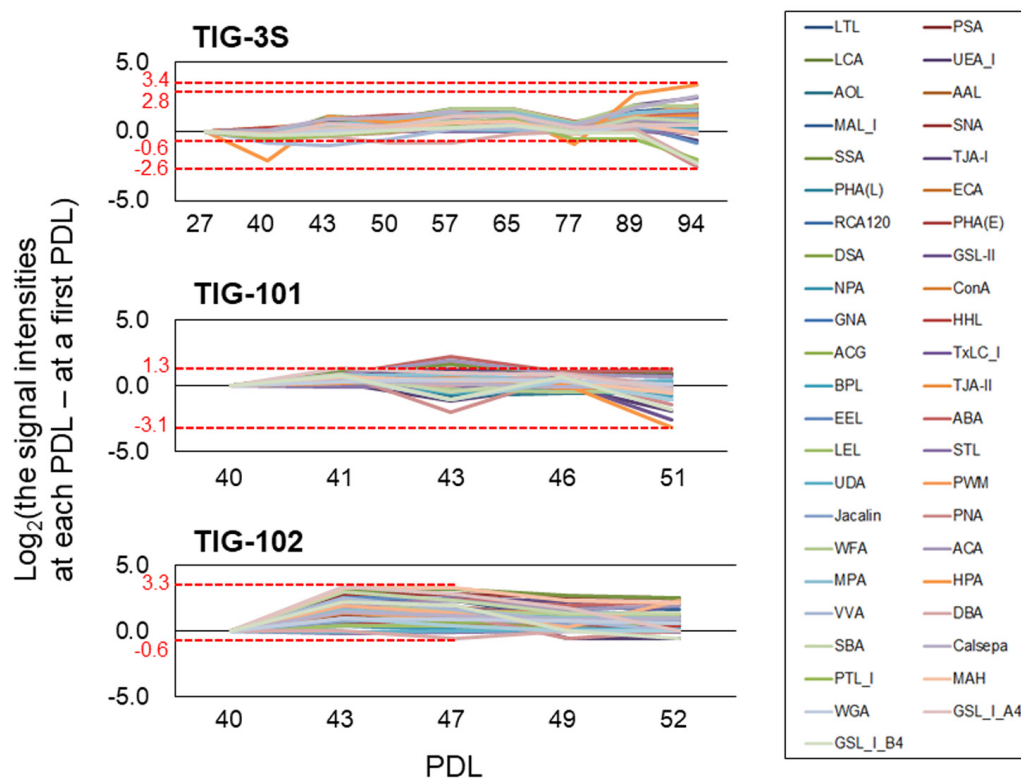 TIG-3S
5.0
3.4
2.8
0.0
-0.6
-2.6
-5.0
27 40 43 50 57 65 77 89 94
TIG-101
5.0
1.3
0.0
-3.1
-5.0
40 41 43 46 51
TIG-102
5.0
3.3
0.0
-0.6
-5.0
40 43 47 49 52
PDL
Log2(the signal intensities
at each PDL – at a first PDL)
LTL PSA
LCA UEA_I
AOL AAL
MAL_I SNA
SSA TJA-I
PHA(L) ECA
RCA120 PHA(E)
DSA GSL-II
NPA ConA
GNA HHL
ACG TxLC_I
BPL TJA-II
EEL ABA
LEL STL
UDA PWM
Jacalin PNA
WFA ACA
MPA HPA
VVA DBA
SBA Calsepa
PTL_I MAH
WGA GSL_I_A4
GSL_I_B4